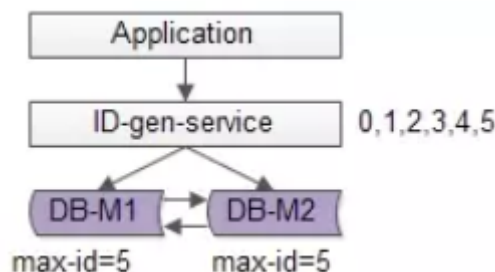 Application
ID-gen-service
0,1,2,3,4,5
DB-M1
DB-M2
max-id=5
max-id=5